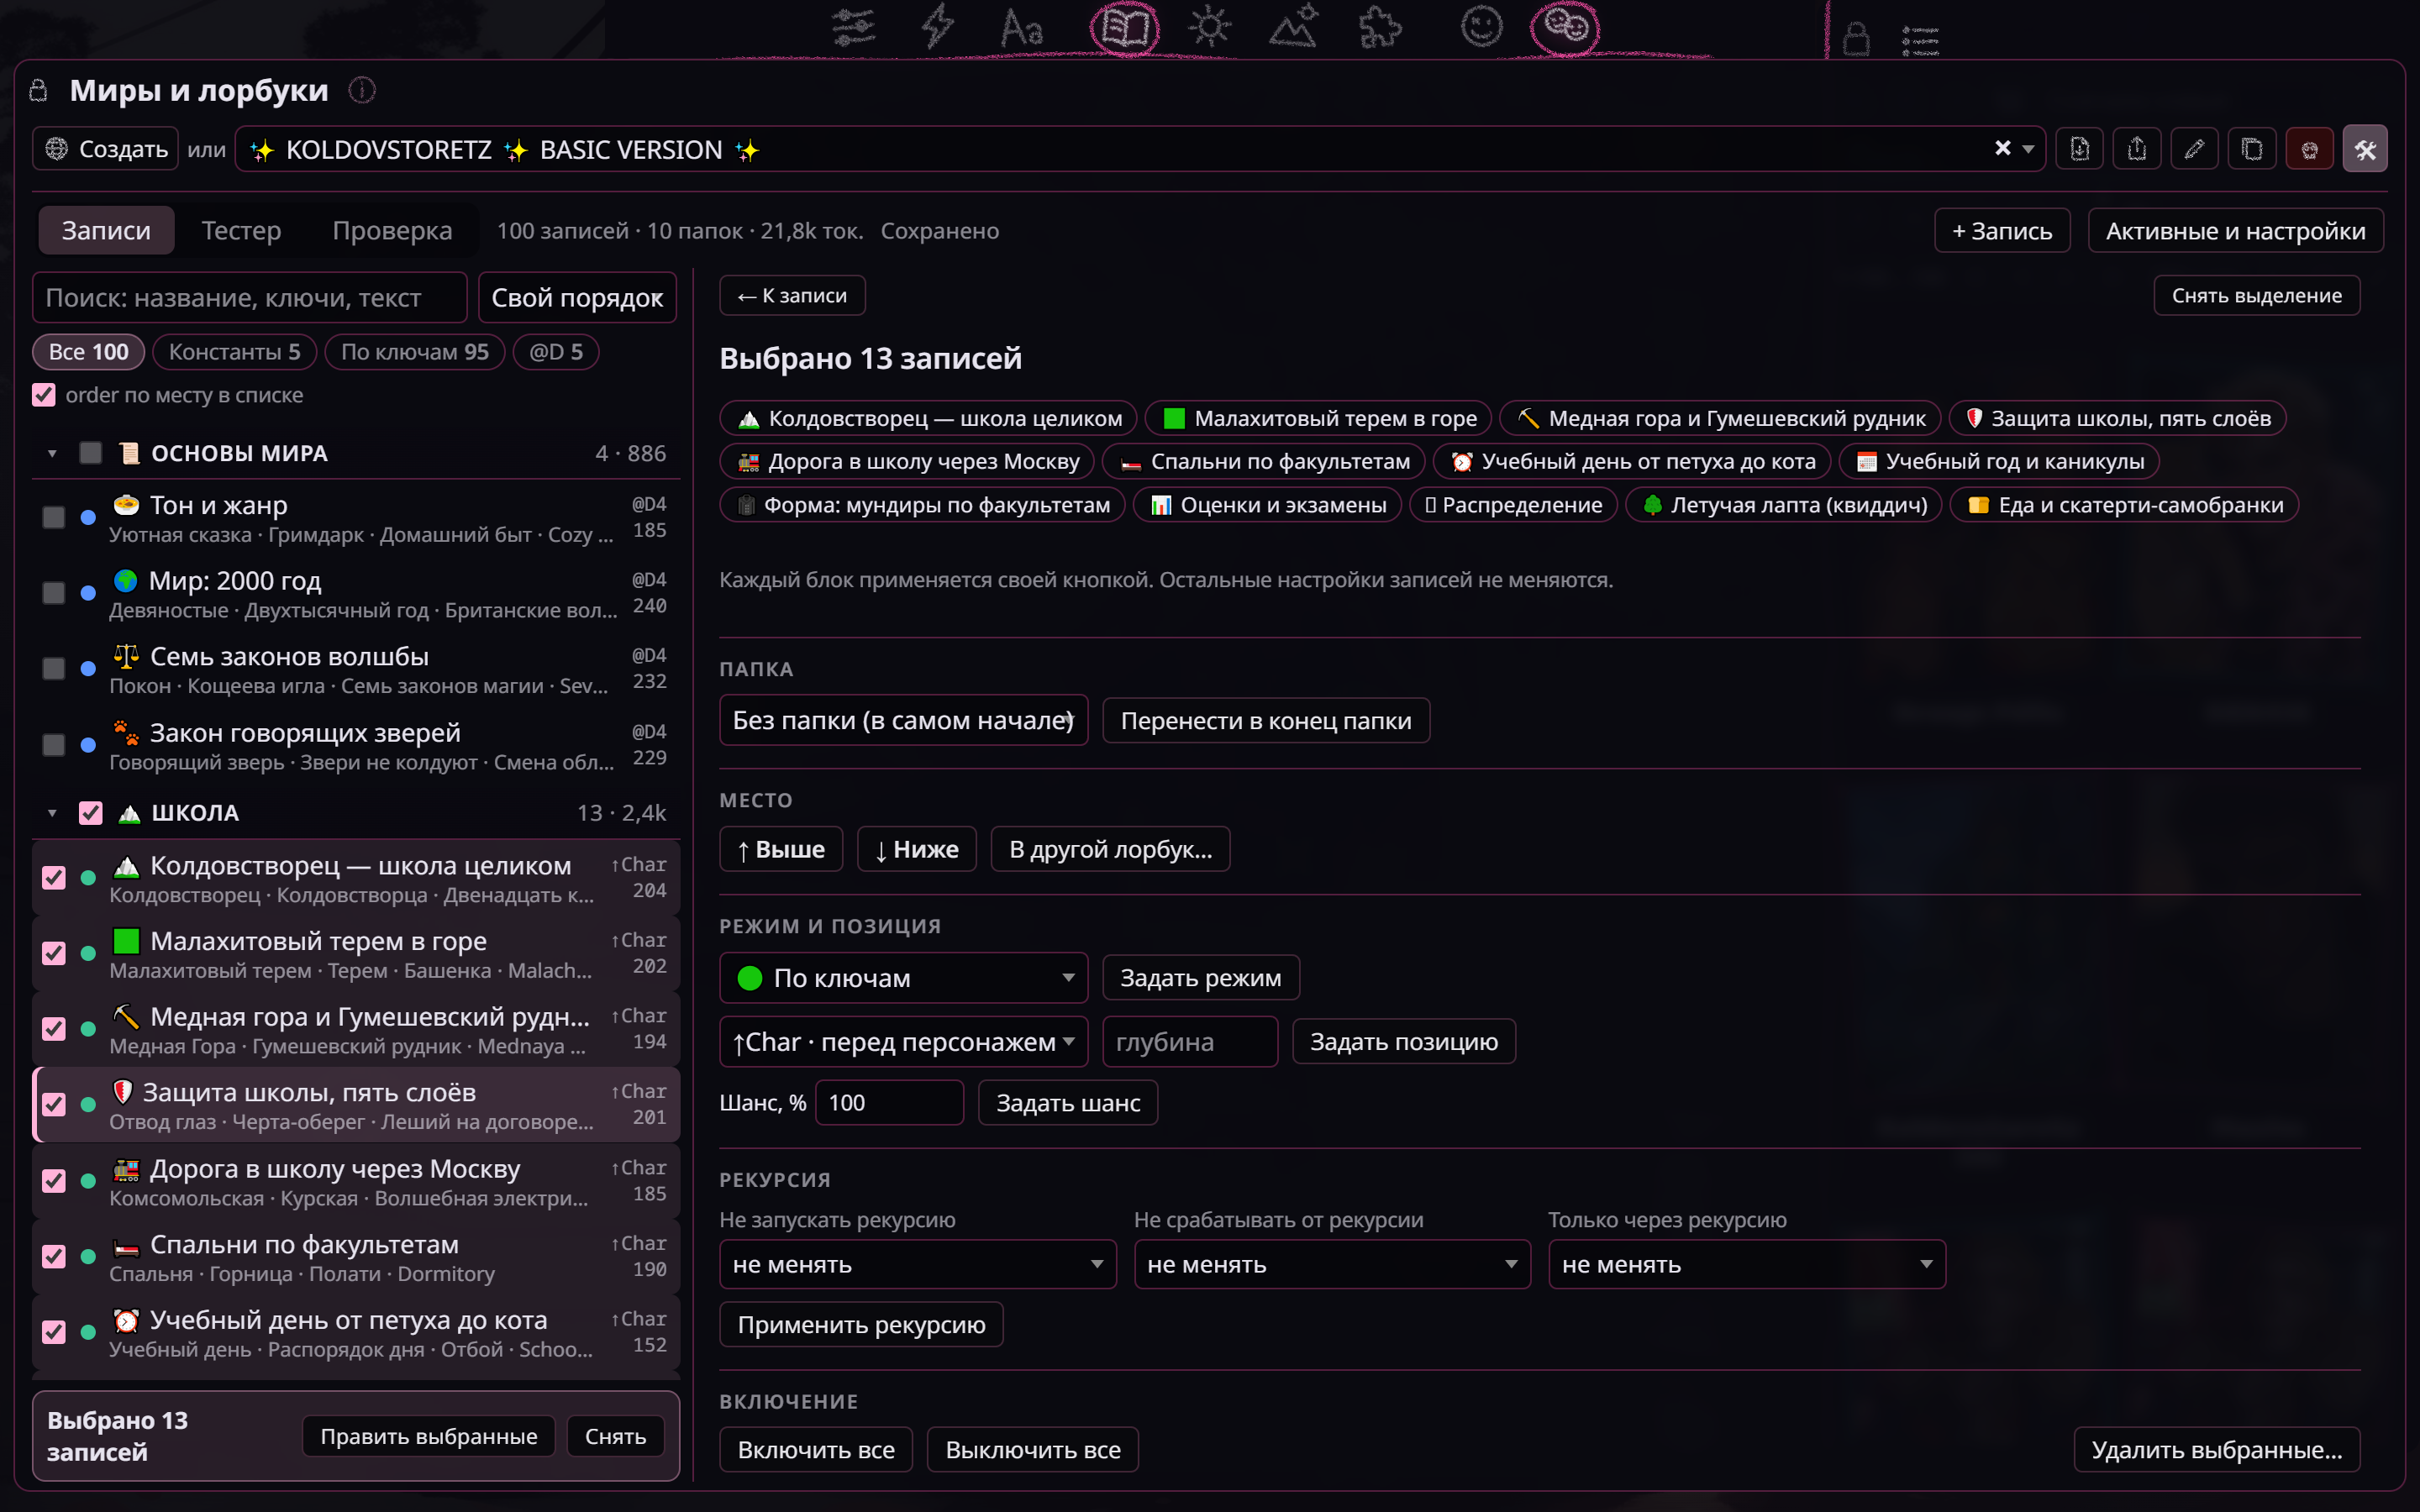 Aa
Миры и лорбуки
Создать или ✨ KOLDOVSTORETZ ✨ BASIC VERSION ✨
Записи Тестер Проверка 100 записей · 10 папок · 21,8k ток. Сохранено + Запись Активные и настройки
Поиск: название, ключи, текст Свой порядок
Все 100 Константы 5 По ключам 95 @D 5
order по месту в списке
ОСНОВЫ МИРА 4 · 886
Тон и жанр @D4
Уютная сказка · Гримдарк · Домашний быт · Cozy ... 185
Мир: 2000 год @D4
Девяностые · Двухтысячный год · Британские вол... 240
Семь законов волшбы @D4
Покон · Кощеева игла · Семь законов магии · Sev... 232
Закон говорящих зверей @D4
Говорящий зверь · Звери не колдуют · Смена обл... 229
ШКОЛА 13 · 2,4k
Колдовстворец — школа целиком ↑Char
Колдовстворец · Колдовстворца · Двенадцать к... 204
Малахитовый терем в горе ↑Char
Малахитовый терем · Терем · Башенка · Malach... 202
Медная гора и Гумешевский рудн... ↑Char
Медная Гора · Гумешевский рудник · Mednaya ... 194
Защита школы, пять слоёв ↑Char
Отвод глаз · Черта-оберег · Леший на договоре... 201
Дорога в школу через Москву ↑Char
Комсомольская · Курская · Волшебная электри... 185
Спальни по факультетам ↑Char
Спальня · Горница · Полати · Dormitory 190
Учебный день от петуха до кота ↑Char
Учебный день · Распорядок дня · Отбой · Schoo... 152
Выбрано 13
записей
Править выбранные Снять
← К записи Снять выделение
Выбрано 13 записей
Колдовстворец — школа целиком Малахитовый терем в горе Медная гора и Гумешевский рудник Защита школы, пять слоёв
Дорога в школу через Москву Спальни по факультетам Учебный день от петуха до кота Учебный год и каникулы
Форма: мундиры по факультетам Оценки и экзамены Распределение Летучая лапта (квиддич) Еда и скатерти-самобранки
Каждый блок применяется своей кнопкой. Остальные настройки записей не меняются.
ПАПКА
Без папки (в самом начале) Перенести в конец папки
МЕСТО
↑ Выше ↓ Ниже В другой лорбук...
РЕЖИМ И ПОЗИЦИЯ
По ключам Задать режим
↑Char · перед персонажем глубина Задать позицию
Шанс, % 100 Задать шанс
РЕКУРСИЯ
Не запускать рекурсию Не срабатывать от рекурсии Только через рекурсию
не менять не менять не менять
Применить рекурсию
ВКЛЮЧЕНИЕ
Включить все Выключить все Удалить выбранные...